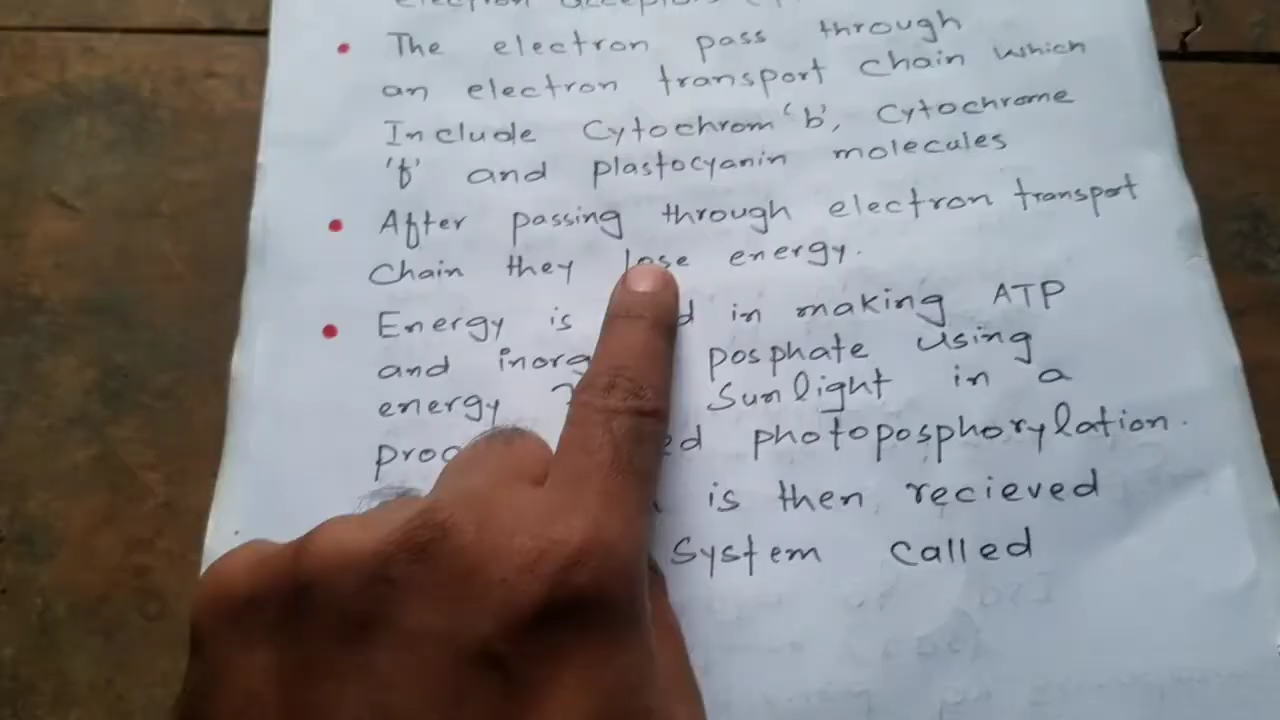 • The electron pass through
an electron transport chain which
Include Cytochrom 'b', Cytochrome
'f' and plastocyanin molecules
• After passing through electron transport
Chain they lose energy.
• Energy is in making ATP
and posphate using
energy Sunlight in a
photoposphorylation.
is then recieved
System called